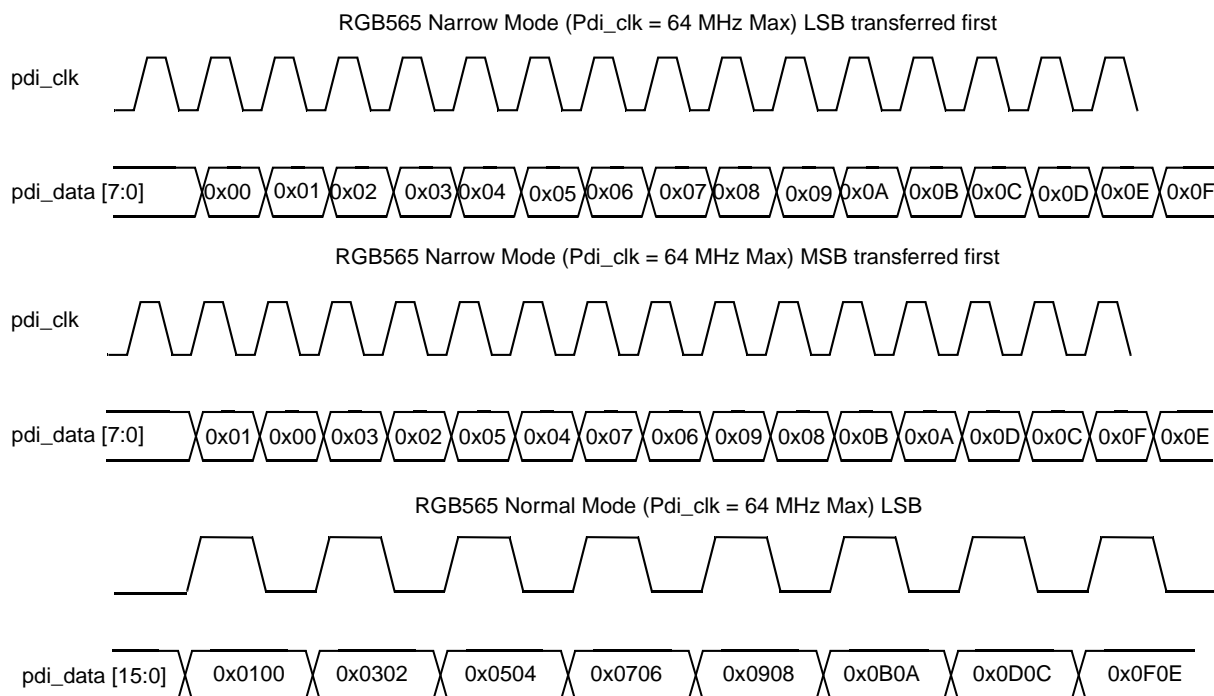 RGB565 Narrow Mode (Pdi_clk = 64 MHz Max) LSB transferred first
pdi_clk
pdi_data [7:0] 0x00 0x01 0x02 0x03 0x04 0x05 0x06 0x07 0x08 0x09 0x0A 0x0B 0x0C 0x0D 0x0E 0x0F
RGB565 Narrow Mode (Pdi_clk = 64 MHz Max) MSB transferred first
pdi_clk
pdi_data [7:0] 0x01 0x00 0x03 0x02 0x05 0x04 0x07 0x06 0x09 0x08 0x0B 0x0A 0x0D 0x0C 0x0F 0x0E
RGB565 Normal Mode (Pdi_clk = 64 MHz Max) LSB
pdi_data [15:0] 0x0100 0x0302 0x0504 0x0706 0x0908 0x0B0A 0x0D0C 0x0F0E